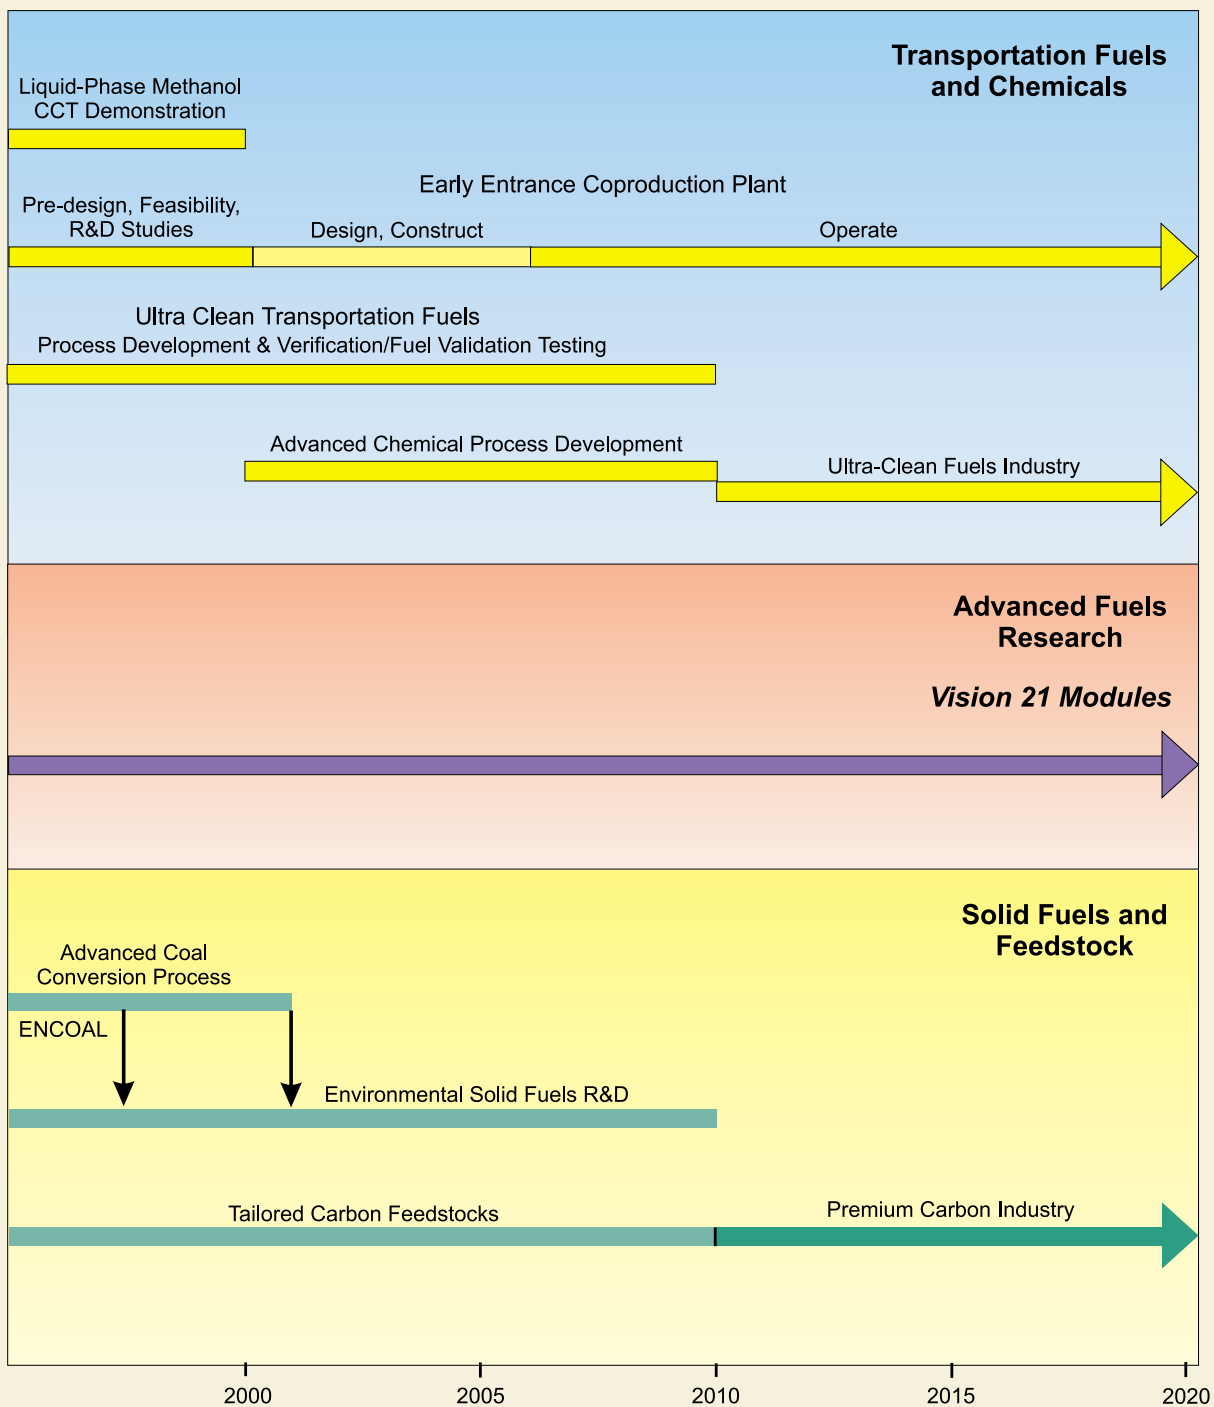 Transportation Fuels
and Chemicals
Liquid-Phase Methanol
CCT Demonstration
Early Entrance Coproduction Plant
Pre-design, Feasibility,
R&D Studies
Design, Construct
Operate
Ultra Clean Transportation Fuels
Process Development & Verification/Fuel Validation Testing
Advanced Chemical Process Development
Ultra-Clean Fuels Industry
Advanced Fuels
Research
Vision 21 Modules
Solid Fuels and
Feedstock
Advanced Coal
Conversion Process
ENCOAL
Environmental Solid Fuels R&D
Tailored Carbon Feedstocks
Premium Carbon Industry
2000
2005
2010
2015
2020